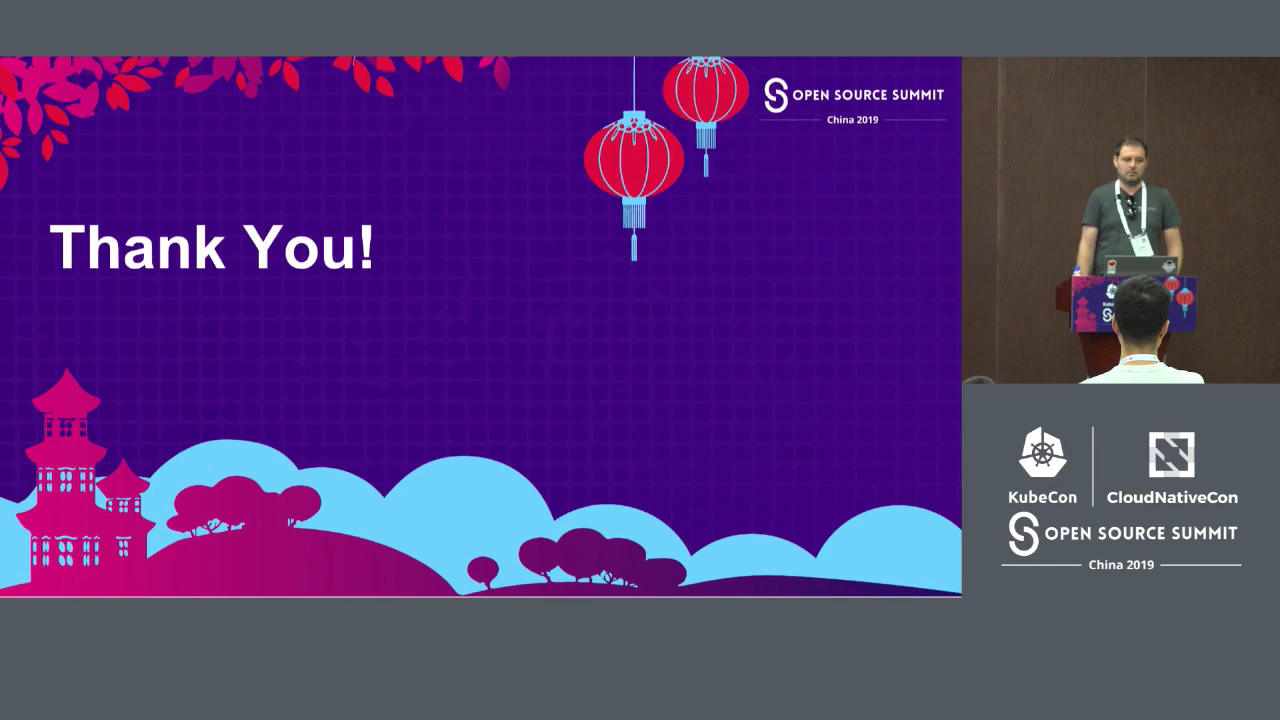 OPEN SOURCE SUMMIT
China 2019
Thank You!
KubeCon
CloudNativeCon
OPEN SOURCE SUMMIT
China 2019